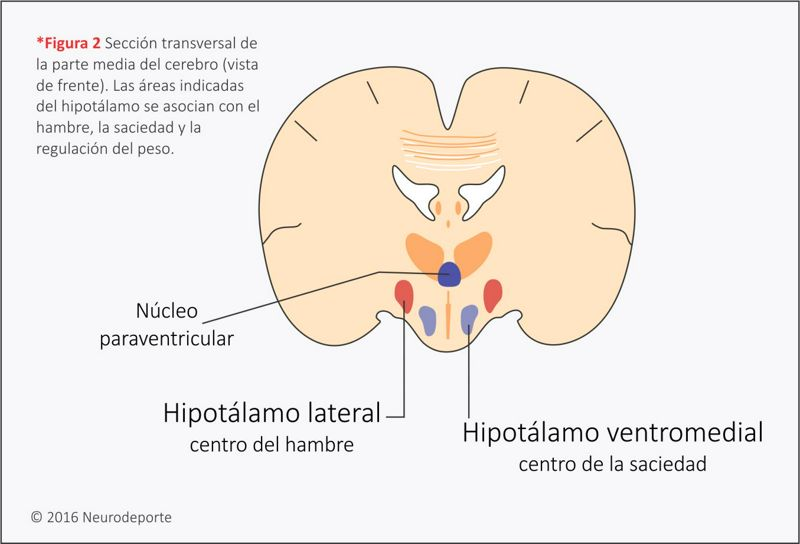 *Figura 2 Sección transversal de
la parte media del cerebro (vista
de frente). Las áreas indicadas
del hipotálamo se asocian con el
hambre, la saciedad y la
regulación del peso.
Núcleo
paraventricular
Hipotálamo lateral
centro del hambre
Hipotálamo ventromedial
centro de la saciedad
© 2016 Neurodeporte